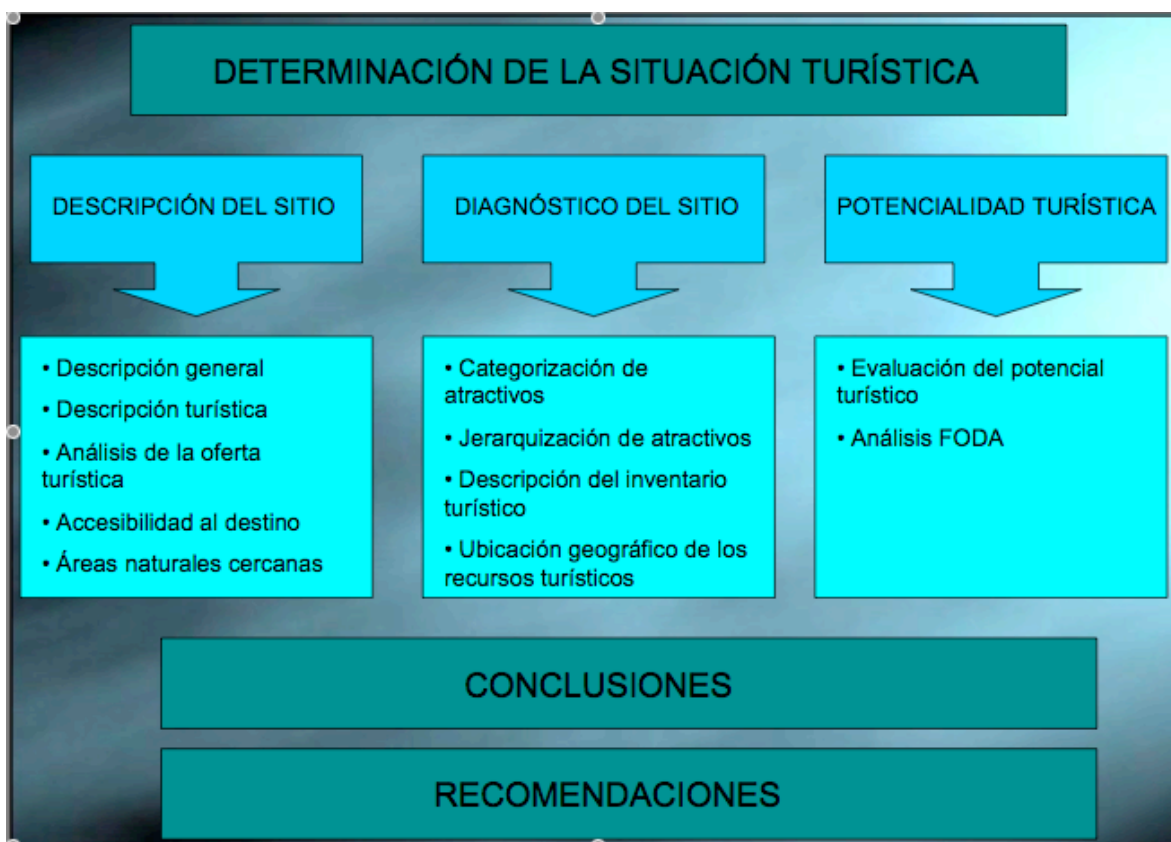 DETERMINACIÓN DE LA SITUACIÓN TURÍSTICA
DESCRIPCIÓN DEL SITIO
• Descripción general
• Descripción turística
• Análisis de la oferta
turística
• Accesibilidad al destino
• Áreas naturales cercanas
DIAGNÓSTICO DEL SITIO
• Categorización de
atractivos
• Jerarquización de atractivos
• Descripción del inventario
turístico
• Ubicación geográfico de los
recursos turísticos
POTENCIALIDAD TURÍSTICA
• Evaluación del potencial
turístico
• Análisis FODA
CONCLUSIONES
RECOMENDACIONES